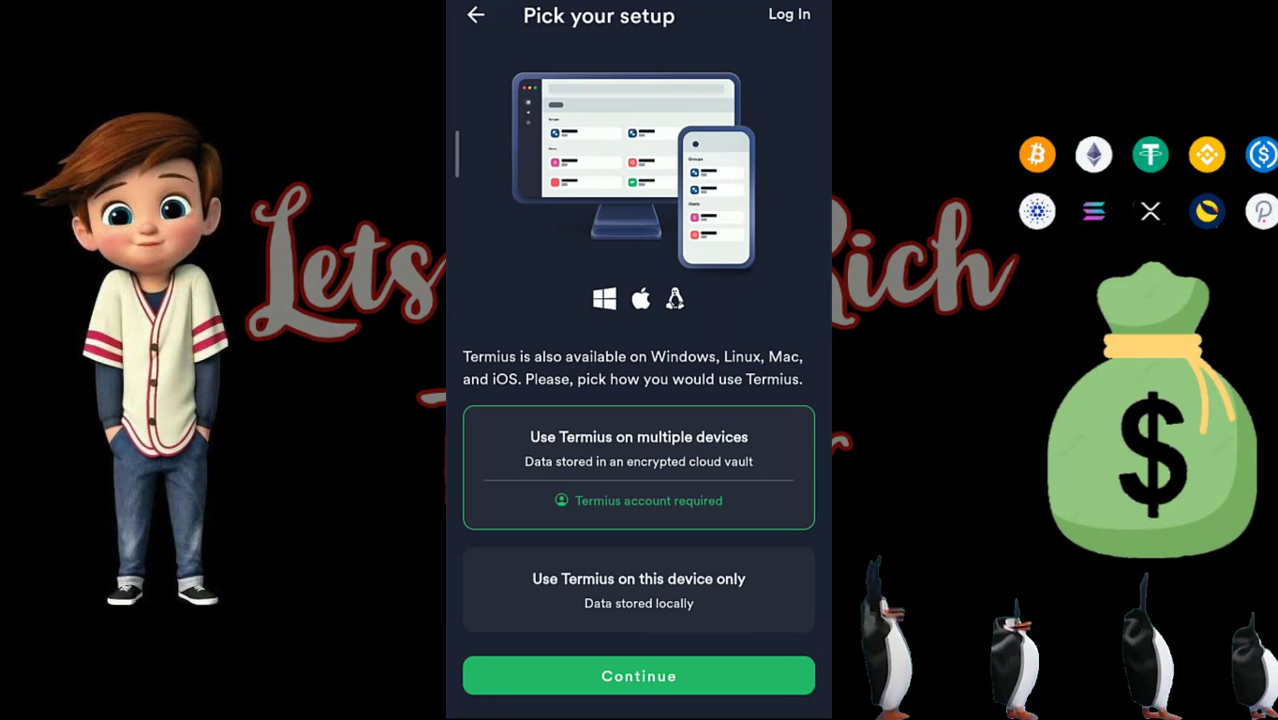 Pick your setup
Log In
Lets
Rich
Termius is also available on Windows, Linux, Mac,
and iOS. Please, pick how you would use Termius.
Use Termius on multiple devices
Data stored in an encrypted cloud vault
Termius account required
Use Termius on this device only
Data stored locally
Continue
$